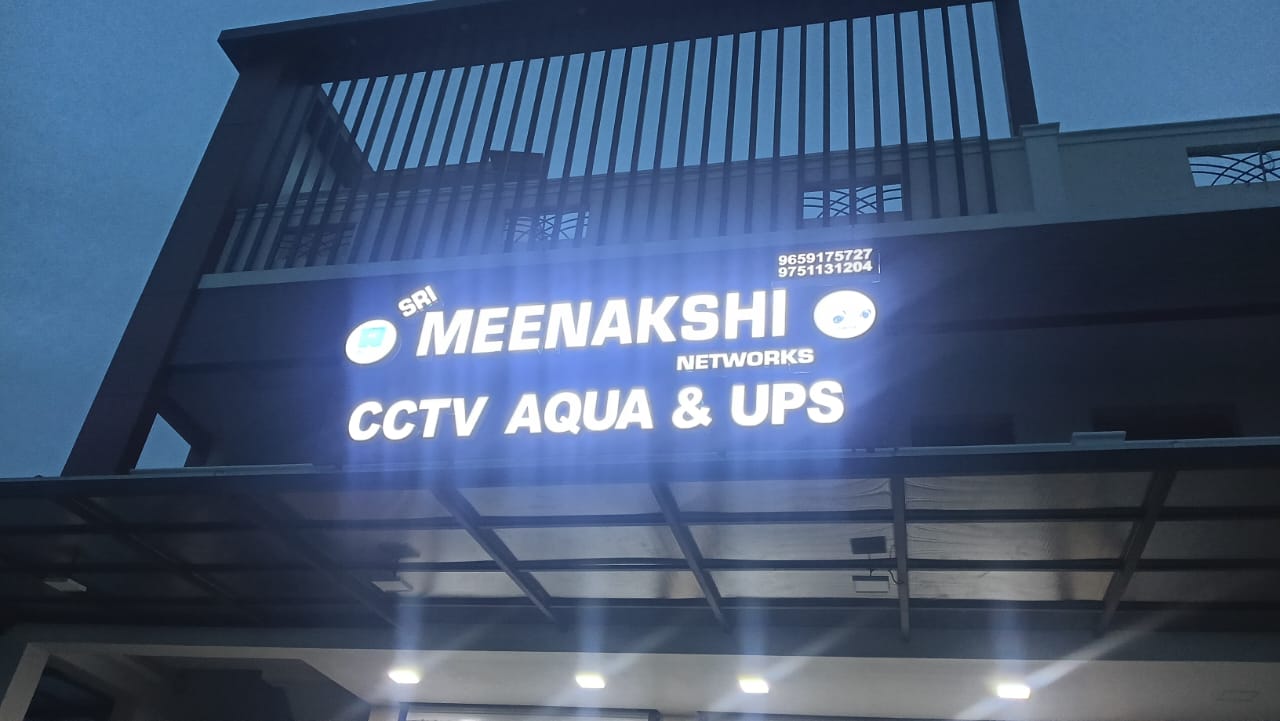 9659175727
9751131204
SRI
MEENAKSHI
NETWORKS
CCTV AQUA & UPS